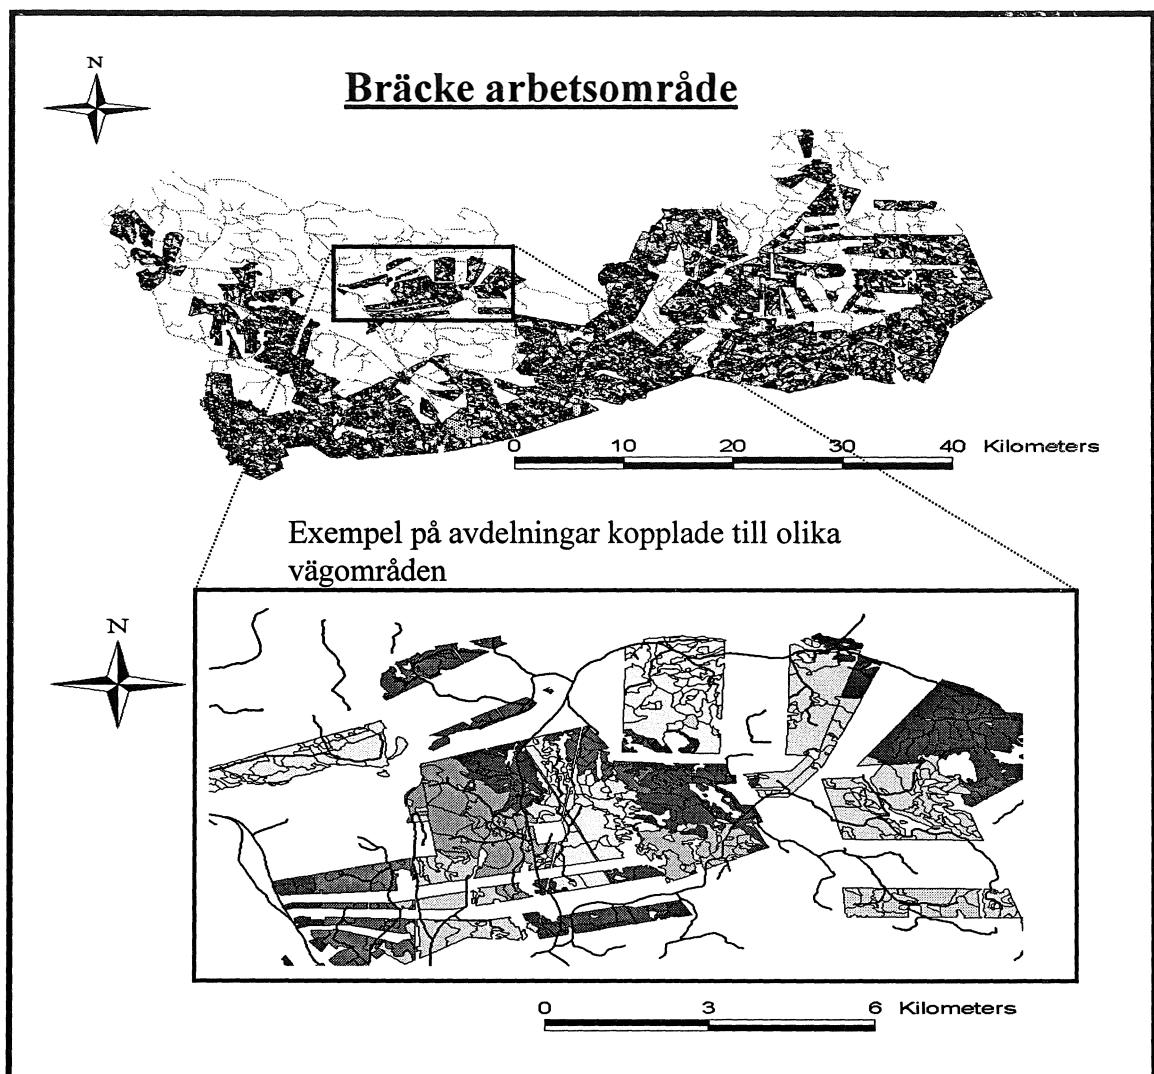 N
Bräcke arbetsområde
0 10 20 30 40 Kilometers
Exempel på avdelningar kopplade till olika
vägområden
N
0 3 6 Kilometers